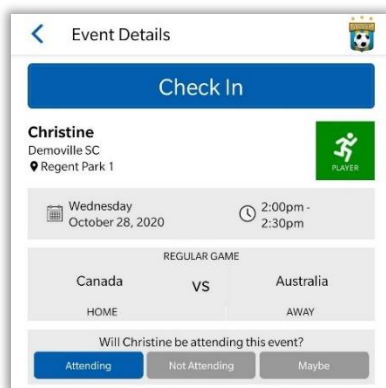 Event Details
Check In
Christine
Demoville SC
Regent Park 1
PLAYER
Wednesday
October 28, 2020
2:00pm -
2:30pm
REGULAR GAME
Canada VS Australia
HOME AWAY
Will Christine be attending this event?
Attending Not Attending Maybe